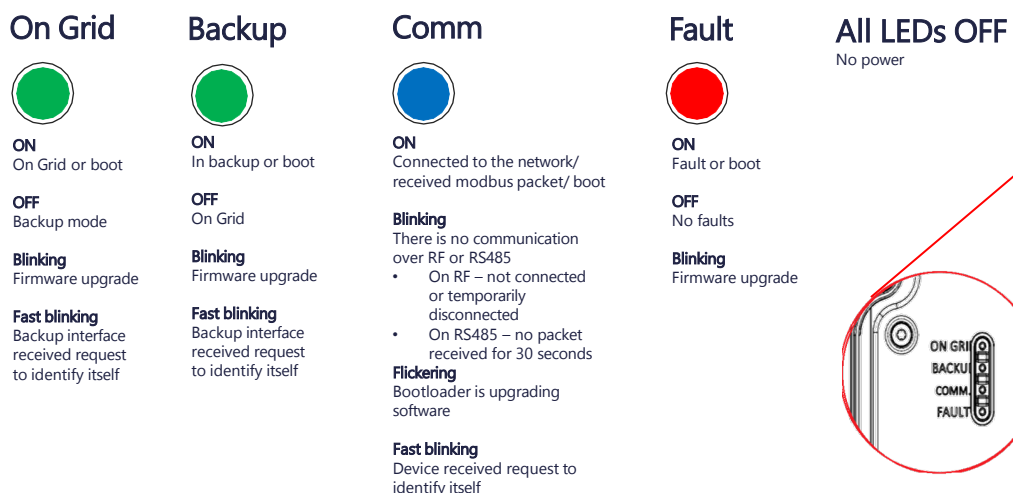 On Grid
ON
On Grid or boot
OFF
Backup mode
Blinking
Firmware upgrade
Fast blinking
Backup interface
received request
to identify itself
Backup
ON
In backup or boot
OFF
On Grid
Blinking
Firmware upgrade
Fast blinking
Backup interface
received request
to identify itself
Comm
ON
Connected to the network/
received modbus packet/ boot
Blinking
There is no communication
over RF or RS485
• On RF – not connected
or temporarily
disconnected
• On RS485 – no packet
received for 30 seconds
Flickering
Bootloader is upgrading
software
Fast blinking
Device received request to
identify itself
Fault
ON
Fault or boot
OFF
No faults
Blinking
Firmware upgrade
All LEDs OFF
No power
ON GRI
BACKU
COMM.
FAULT